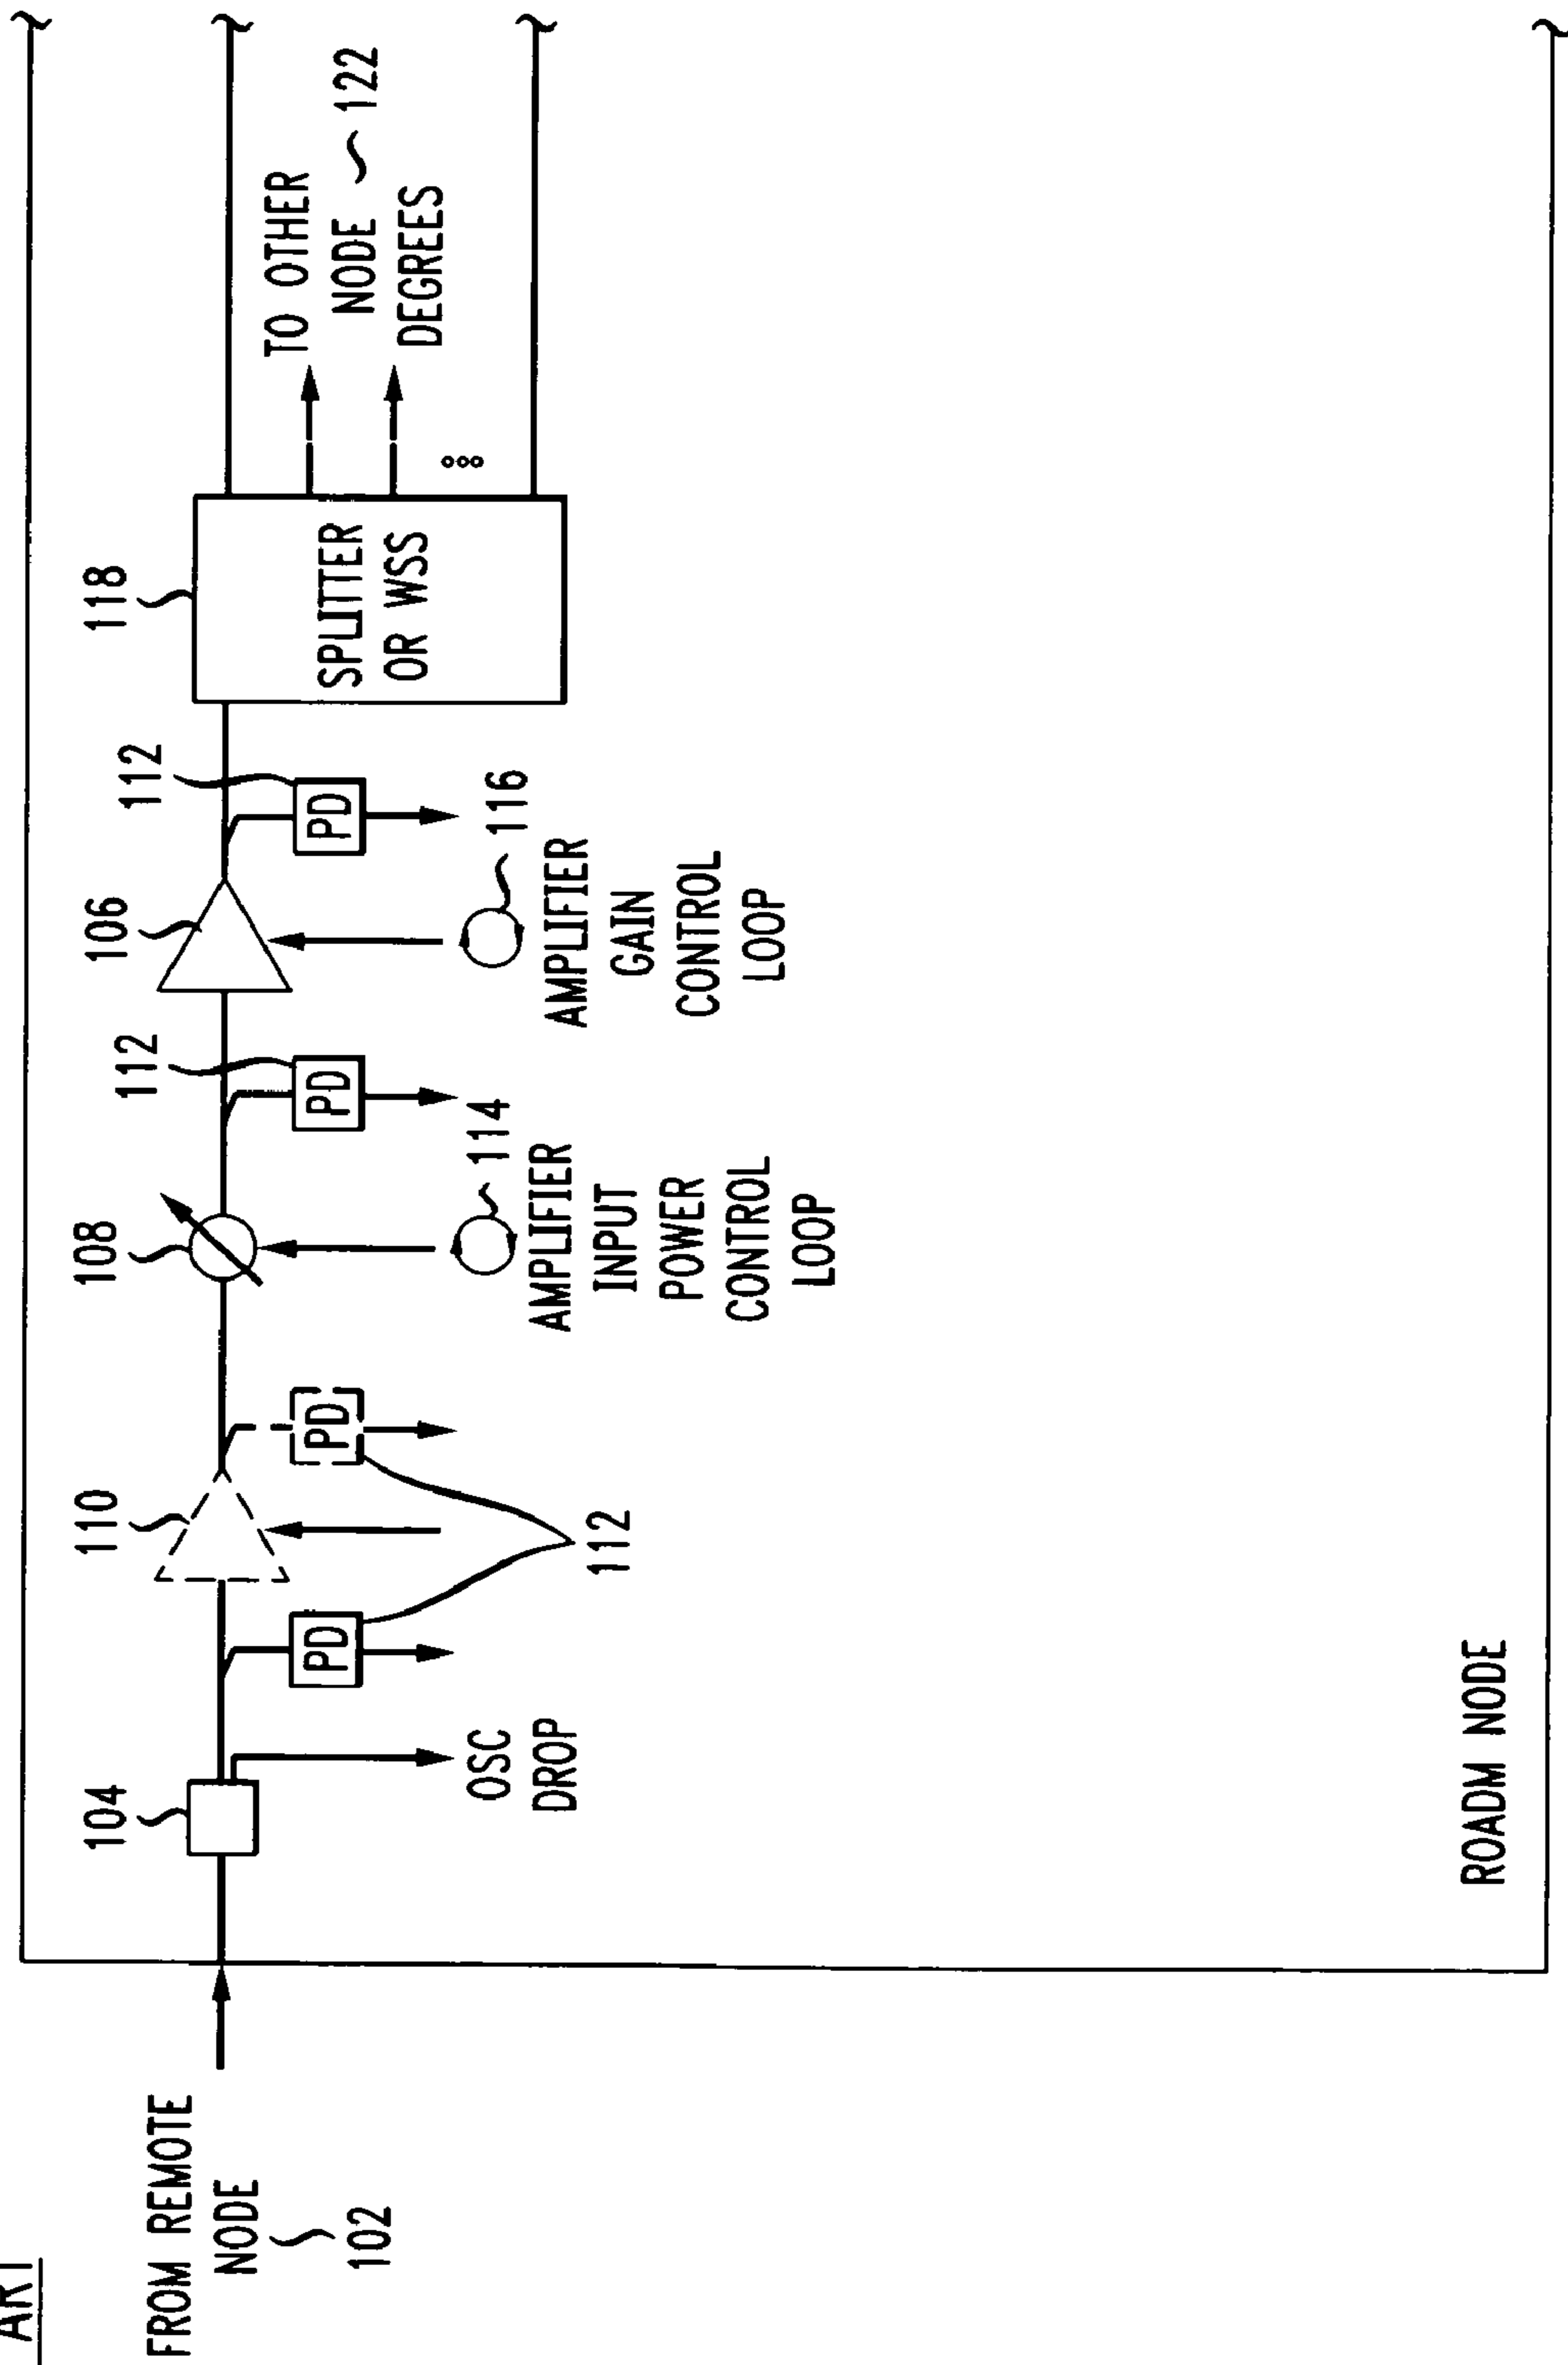 ART
FROM REMOTE
NODE
102
104
OSC
DROP
PD
110
PD
112
108
114
AMPLIFIER
INPUT
POWER
CONTROL
LOOP
112
PD
106
116
AMPLIFIER
GAIN
CONTROL
LOOP
112
PD
118
SPLITTER
OR WSS
TO OTHER
NODE 122
DEGREES
ROADM NODE